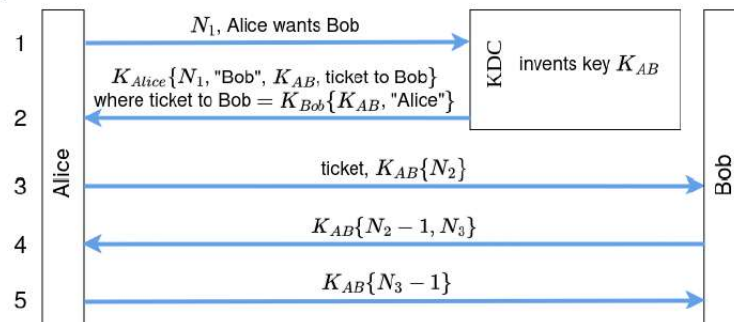 1
N₁, Alice wants Bob
KDC
invents key K_AB
2
K_Alice{N₁, "Bob", K_AB, ticket to Bob}
where ticket to Bob = K_Bob{K_AB, "Alice"}
Alice
Bob
3
ticket, K_AB{N₂}
4
K_AB{N₂ − 1, N₃}
5
K_AB{N₃ − 1}